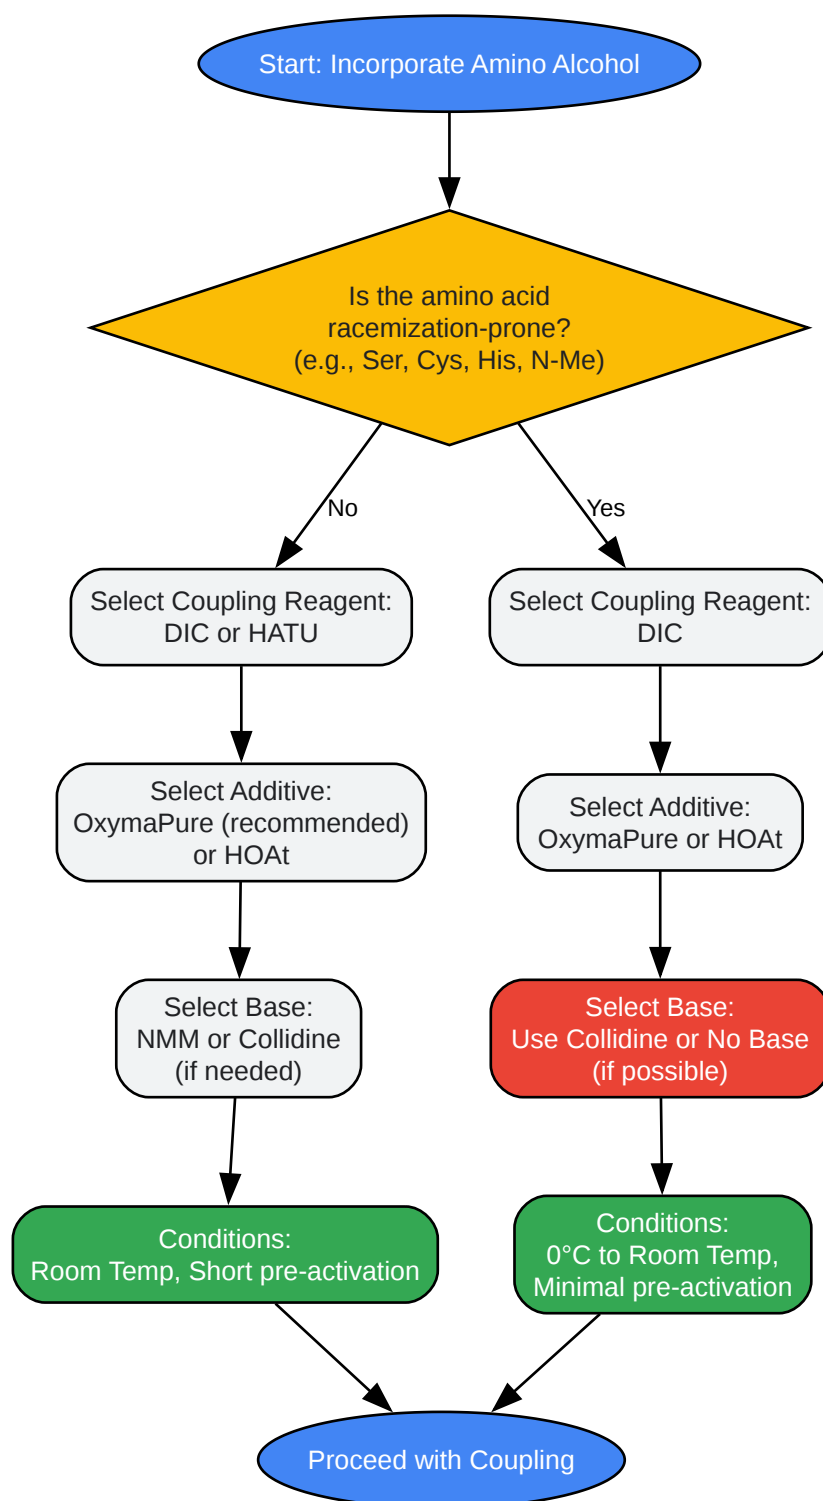 Start: Incorporate Amino Alcohol
Is the amino acid
racemization-prone?
(e.g., Ser, Cys, His, N-Me)
No
Yes
Select Coupling Reagent:
DIC or HATU
Select Coupling Reagent:
DIC
Select Additive:
OxymaPure (recommended)
or HOAt
Select Additive:
OxymaPure or HOAt
Select Base:
NMM or Collidine
(if needed)
Select Base:
Use Collidine or No Base
(if possible)
Conditions:
Room Temp, Short pre-activation
Conditions:
0°C to Room Temp,
Minimal pre-activation
Proceed with Coupling